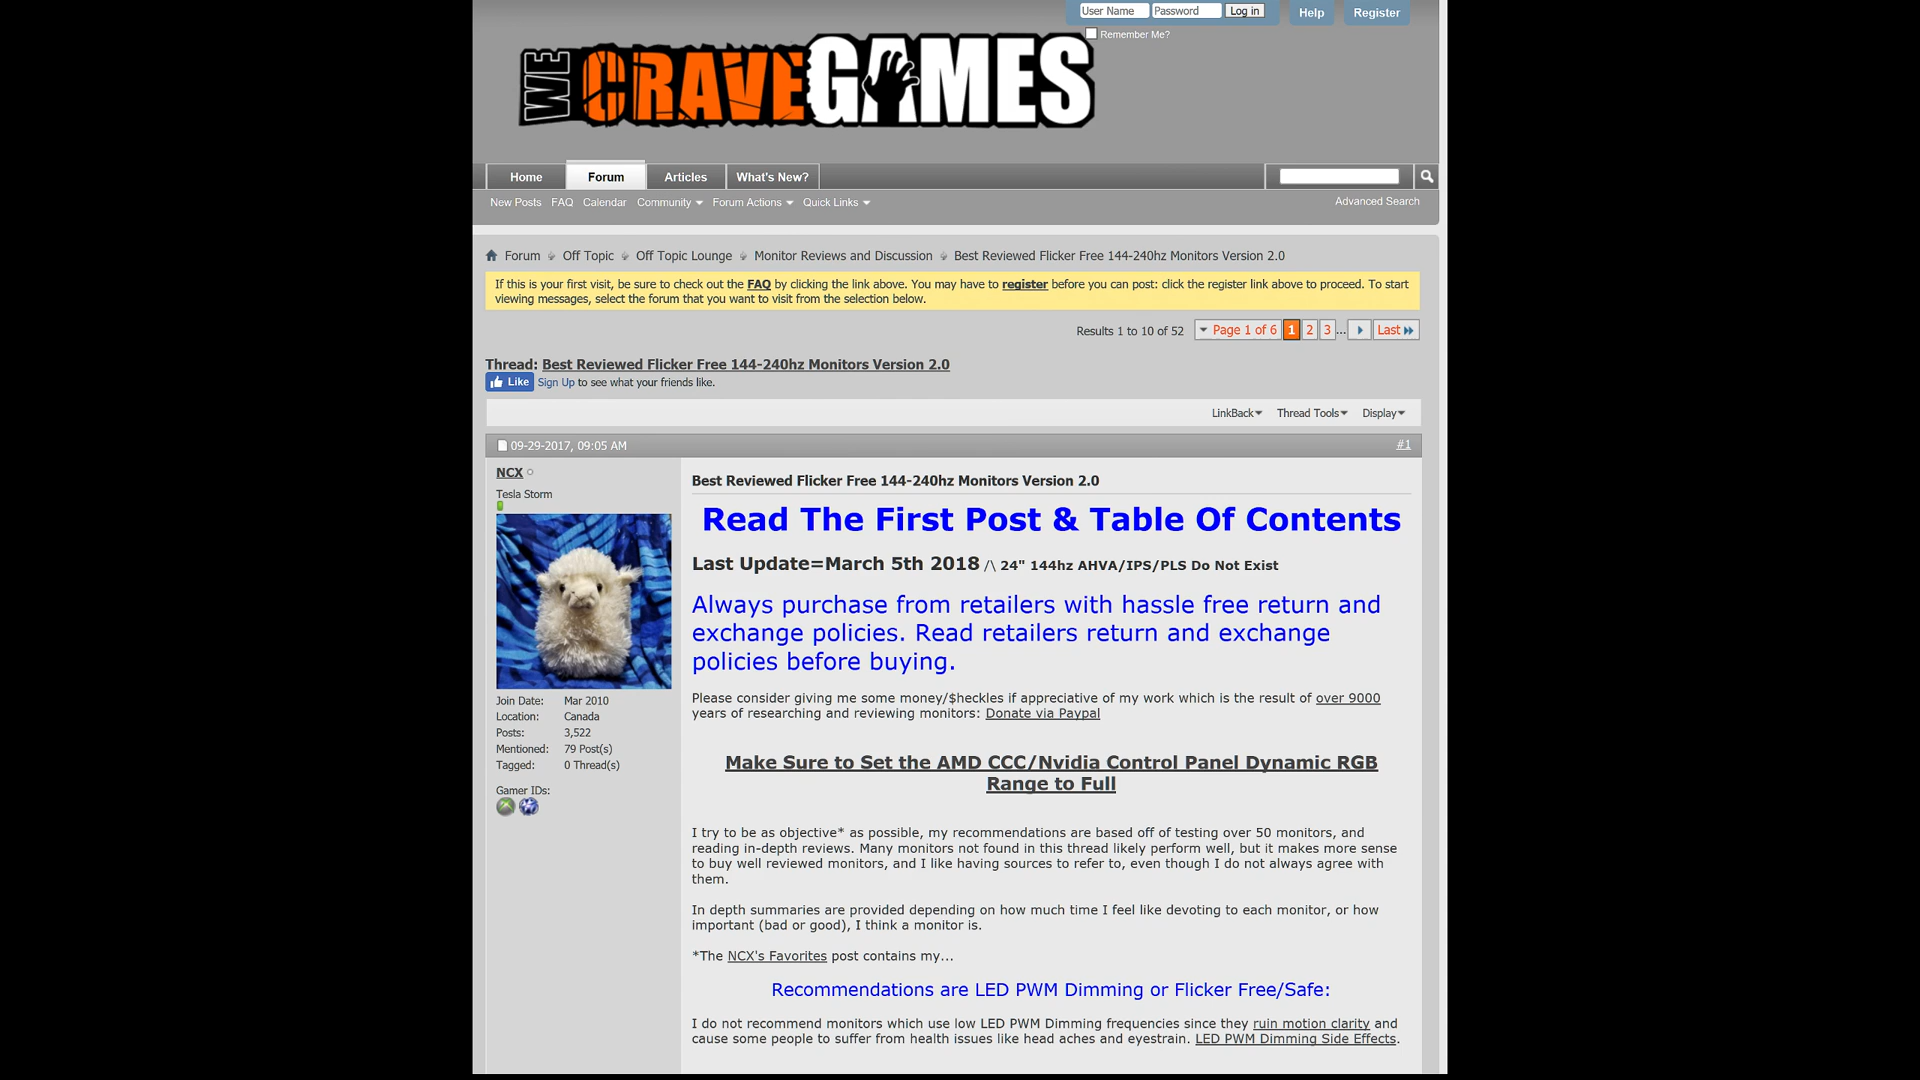 User Name Password Log in Help Register
Remember Me?
WE CRAVE GAMES
Home Forum Articles What's New?
New Posts FAQ Calendar Community Forum Actions Quick Links Advanced Search
Forum Off Topic Off Topic Lounge Monitor Reviews and Discussion Best Reviewed Flicker Free 144-240hz Monitors Version 2.0
If this is your first visit, be sure to check out the FAQ by clicking the link above. You may have to register before you can post: click the register link above to proceed. To start
viewing messages, select the forum that you want to visit from the selection below.
Results 1 to 10 of 52 Page 1 of 6 1 2 3 ... Last
Thread: Best Reviewed Flicker Free 144-240hz Monitors Version 2.0
Like Sign Up to see what your friends like.
LinkBack Thread Tools Display
09-29-2017, 09:05 AM #1
NCX
Tesla Storm
Join Date: Mar 2010
Location: Canada
Posts: 3,522
Mentioned: 79 Post(s)
Tagged: 0 Thread(s)
Gamer IDs:
Best Reviewed Flicker Free 144-240hz Monitors Version 2.0
Read The First Post & Table Of Contents
Last Update=March 5th 2018 /\ 24" 144hz AHVA/IPS/PLS Do Not Exist
Always purchase from retailers with hassle free return and
exchange policies. Read retailers return and exchange
policies before buying.
Please consider giving me some money/$heckles if appreciative of my work which is the result of over 9000
years of researching and reviewing monitors: Donate via Paypal
Make Sure to Set the AMD CCC/Nvidia Control Panel Dynamic RGB
Range to Full
I try to be as objective* as possible, my recommendations are based off of testing over 50 monitors, and
reading in-depth reviews. Many monitors not found in this thread likely perform well, but it makes more sense
to buy well reviewed monitors, and I like having sources to refer to, even though I do not always agree with
them.
In depth summaries are provided depending on how much time I feel like devoting to each monitor, or how
important (bad or good), I think a monitor is.
*The NCX's Favorites post contains my...
Recommendations are LED PWM Dimming or Flicker Free/Safe:
I do not recommend monitors which use low LED PWM Dimming frequencies since they ruin motion clarity and
cause some people to suffer from health issues like head aches and eyestrain. LED PWM Dimming Side Effects.